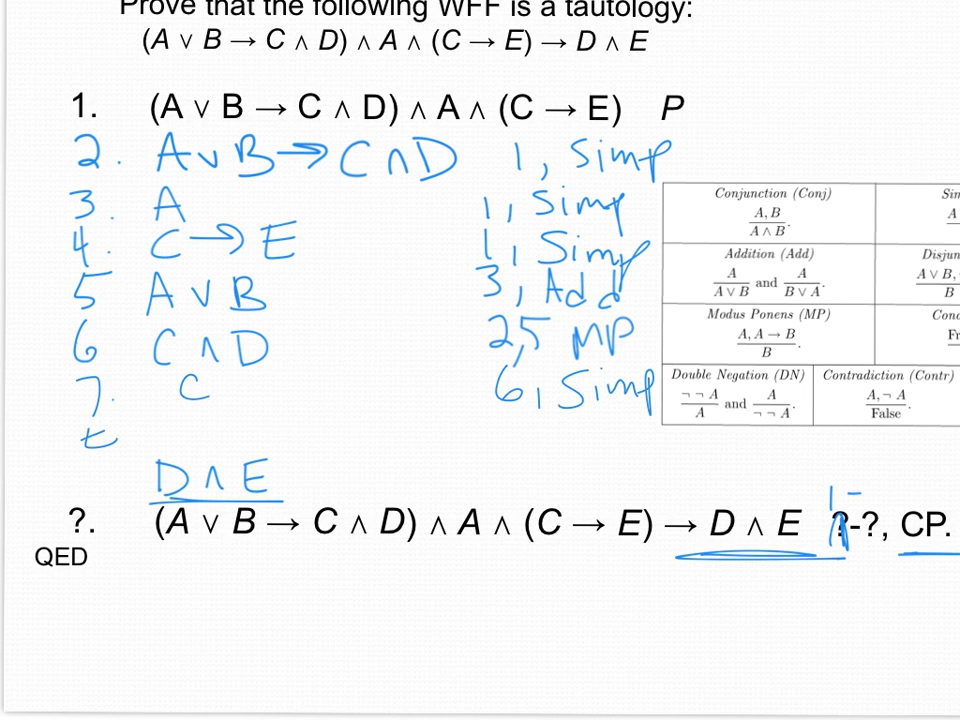 Prove that the following WFF is a tautology:
(A ∨ B → C ∧ D) ∧ A ∧ (C → E) → D ∧ E
1. (A ∨ B → C ∧ D) ∧ A ∧ (C → E) P
2. A ∨ B → C ∧ D 1, Simp
3. A 1, Simp
4. C → E 1, Simp
5 A ∨ B 3, Add
6 C ∧ D 2,5 MP
7. C 6, Simp
D ∧ E
?. (A ∨ B → C ∧ D) ∧ A ∧ (C → E) → D ∧ E 1- ?-?, CP.
QED
Conjunction (Conj)
A, B
A ∧ B
Addition (Add)
A A
A ∨ B and B ∨ A
Modus Ponens (MP)
A, A → B
B
Double Negation (DN)
¬ ¬ A A
A and ¬ ¬ A
Contradiction (Contr)
A, ¬ A
False
A ∨ B,
B